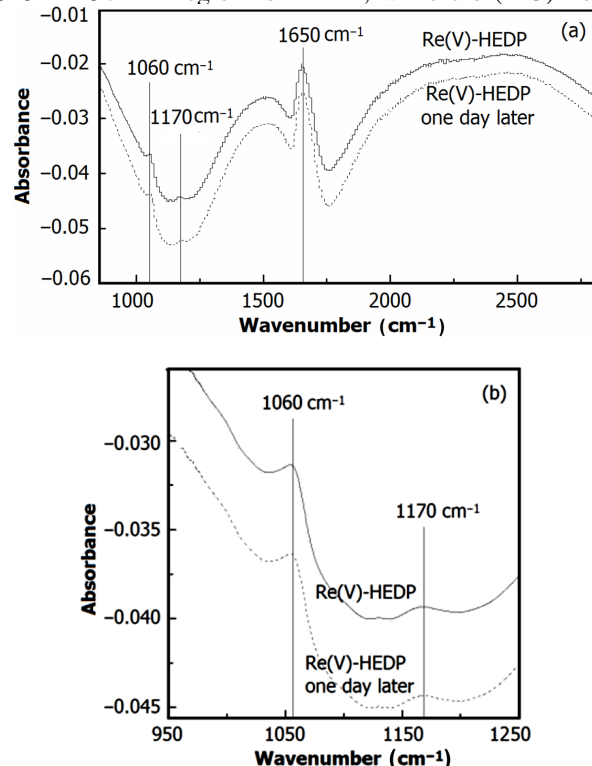 −0.01
(a)
1650 cm⁻¹
Re(V)-HEDP
1060 cm⁻¹
−0.02
Re(V)-HEDP
one day later
1170 cm⁻¹
−0.03
Absorbance
−0.04
−0.05
−0.06
1000 1500 2000 2500
Wavenumber (cm⁻¹)
(b)
1060 cm⁻¹
−0.030
1170 cm⁻¹
−0.035
Absorbance
Re(V)-HEDP
−0.040
Re(V)-HEDP
one day later
−0.045
950 1050 1150 1250
Wavenumber (cm⁻¹)